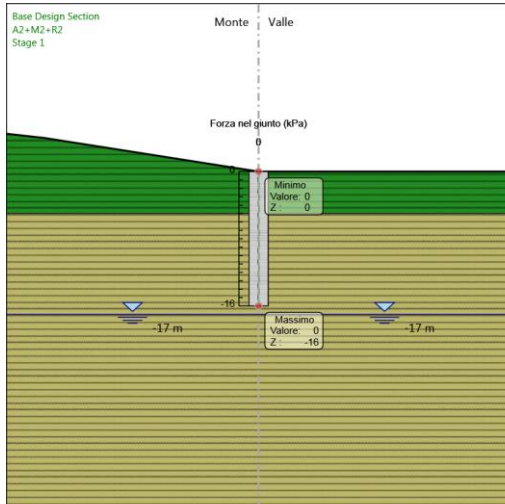 Base Design Section
A2+M2+R2
Stage 1
Monte Valle
Forza nel giunto (kPa)
0
0
Minimo
Valore: 0
Z : 0
-16
Massimo
Valore: 0
Z : -16
-17 m
-17 m